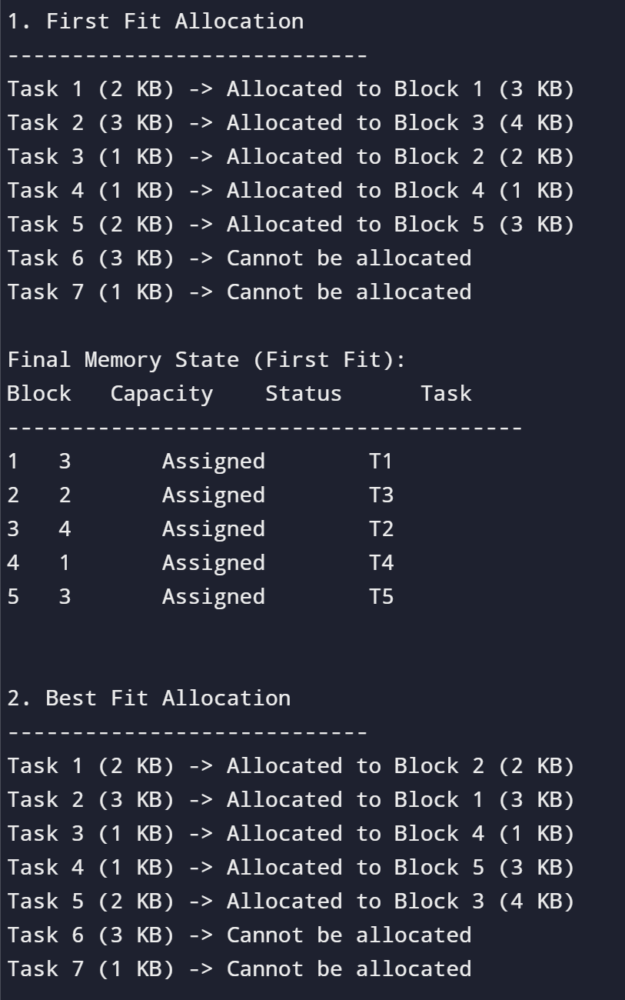 1. First Fit Allocation
----------------------------
Task 1 (2 KB) -> Allocated to Block 1 (3 KB)
Task 2 (3 KB) -> Allocated to Block 3 (4 KB)
Task 3 (1 KB) -> Allocated to Block 2 (2 KB)
Task 4 (1 KB) -> Allocated to Block 4 (1 KB)
Task 5 (2 KB) -> Allocated to Block 5 (3 KB)
Task 6 (3 KB) -> Cannot be allocated
Task 7 (1 KB) -> Cannot be allocated

Final Memory State (First Fit):
Block   Capacity    Status      Task
----------------------------------------
1   3       Assigned        T1
2   2       Assigned        T3
3   4       Assigned        T2
4   1       Assigned        T4
5   3       Assigned        T5

2. Best Fit Allocation
----------------------------
Task 1 (2 KB) -> Allocated to Block 2 (2 KB)
Task 2 (3 KB) -> Allocated to Block 1 (3 KB)
Task 3 (1 KB) -> Allocated to Block 4 (1 KB)
Task 4 (1 KB) -> Allocated to Block 5 (3 KB)
Task 5 (2 KB) -> Allocated to Block 3 (4 KB)
Task 6 (3 KB) -> Cannot be allocated
Task 7 (1 KB) -> Cannot be allocated